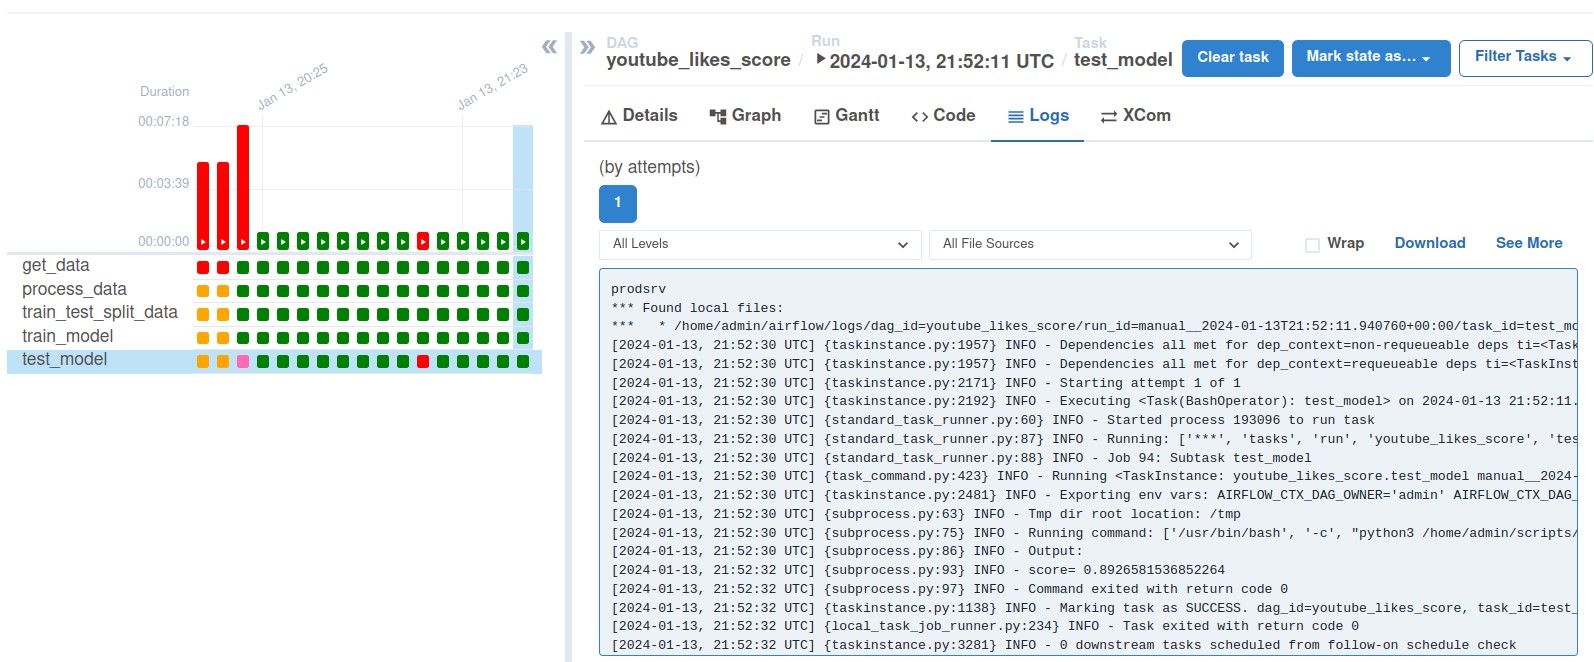 Jan 13, 20:25
Jan 13, 21:23
Duration
00:07:18
00:03:39
00:00:00
get_data
process_data
train_test_split_data
train_model
test_model
«
»
DAG
youtube_likes_score
/
Run
2024-01-13, 21:52:11 UTC
/
Task
test_model
Clear task
Mark state as...
Filter Tasks
Details
Graph
Gantt
Code
Logs
XCom
(by attempts)
1
All Levels
All File Sources
Wrap
Download
See More
prodsrv
*** Found local files:
***   * /home/admin/airflow/logs/dag_id=youtube_likes_score/run_id=manual__2024-01-13T21:52:11.940760+00:00/task_id=test_mo
[2024-01-13, 21:52:30 UTC] {taskinstance.py:1957} INFO - Dependencies all met for dep_context=non-requeueable deps ti=<Task
[2024-01-13, 21:52:30 UTC] {taskinstance.py:1957} INFO - Dependencies all met for dep_context=requeueable deps ti=<TaskInst
[2024-01-13, 21:52:30 UTC] {taskinstance.py:2171} INFO - Starting attempt 1 of 1
[2024-01-13, 21:52:30 UTC] {taskinstance.py:2192} INFO - Executing <Task(BashOperator): test_model> on 2024-01-13 21:52:11.
[2024-01-13, 21:52:30 UTC] {standard_task_runner.py:60} INFO - Started process 193096 to run task
[2024-01-13, 21:52:30 UTC] {standard_task_runner.py:87} INFO - Running: ['***', 'tasks', 'run', 'youtube_likes_score', 'tes
[2024-01-13, 21:52:30 UTC] {standard_task_runner.py:88} INFO - Job 94: Subtask test_model
[2024-01-13, 21:52:30 UTC] {task_command.py:423} INFO - Running <TaskInstance: youtube_likes_score.test_model manual__2024-
[2024-01-13, 21:52:30 UTC] {taskinstance.py:2481} INFO - Exporting env vars: AIRFLOW_CTX_DAG_OWNER='admin' AIRFLOW_CTX_DAG_
[2024-01-13, 21:52:30 UTC] {subprocess.py:63} INFO - Tmp dir root location: /tmp
[2024-01-13, 21:52:30 UTC] {subprocess.py:75} INFO - Running command: ['/usr/bin/bash', '-c', "python3 /home/admin/scripts/
[2024-01-13, 21:52:30 UTC] {subprocess.py:86} INFO - Output:
[2024-01-13, 21:52:32 UTC] {subprocess.py:93} INFO - score= 0.8926581536852264
[2024-01-13, 21:52:32 UTC] {subprocess.py:97} INFO - Command exited with return code 0
[2024-01-13, 21:52:32 UTC] {taskinstance.py:1138} INFO - Marking task as SUCCESS. dag_id=youtube_likes_score, task_id=test_
[2024-01-13, 21:52:32 UTC] {local_task_job_runner.py:234} INFO - Task exited with return code 0
[2024-01-13, 21:52:32 UTC] {taskinstance.py:3281} INFO - 0 downstream tasks scheduled from follow-on schedule check